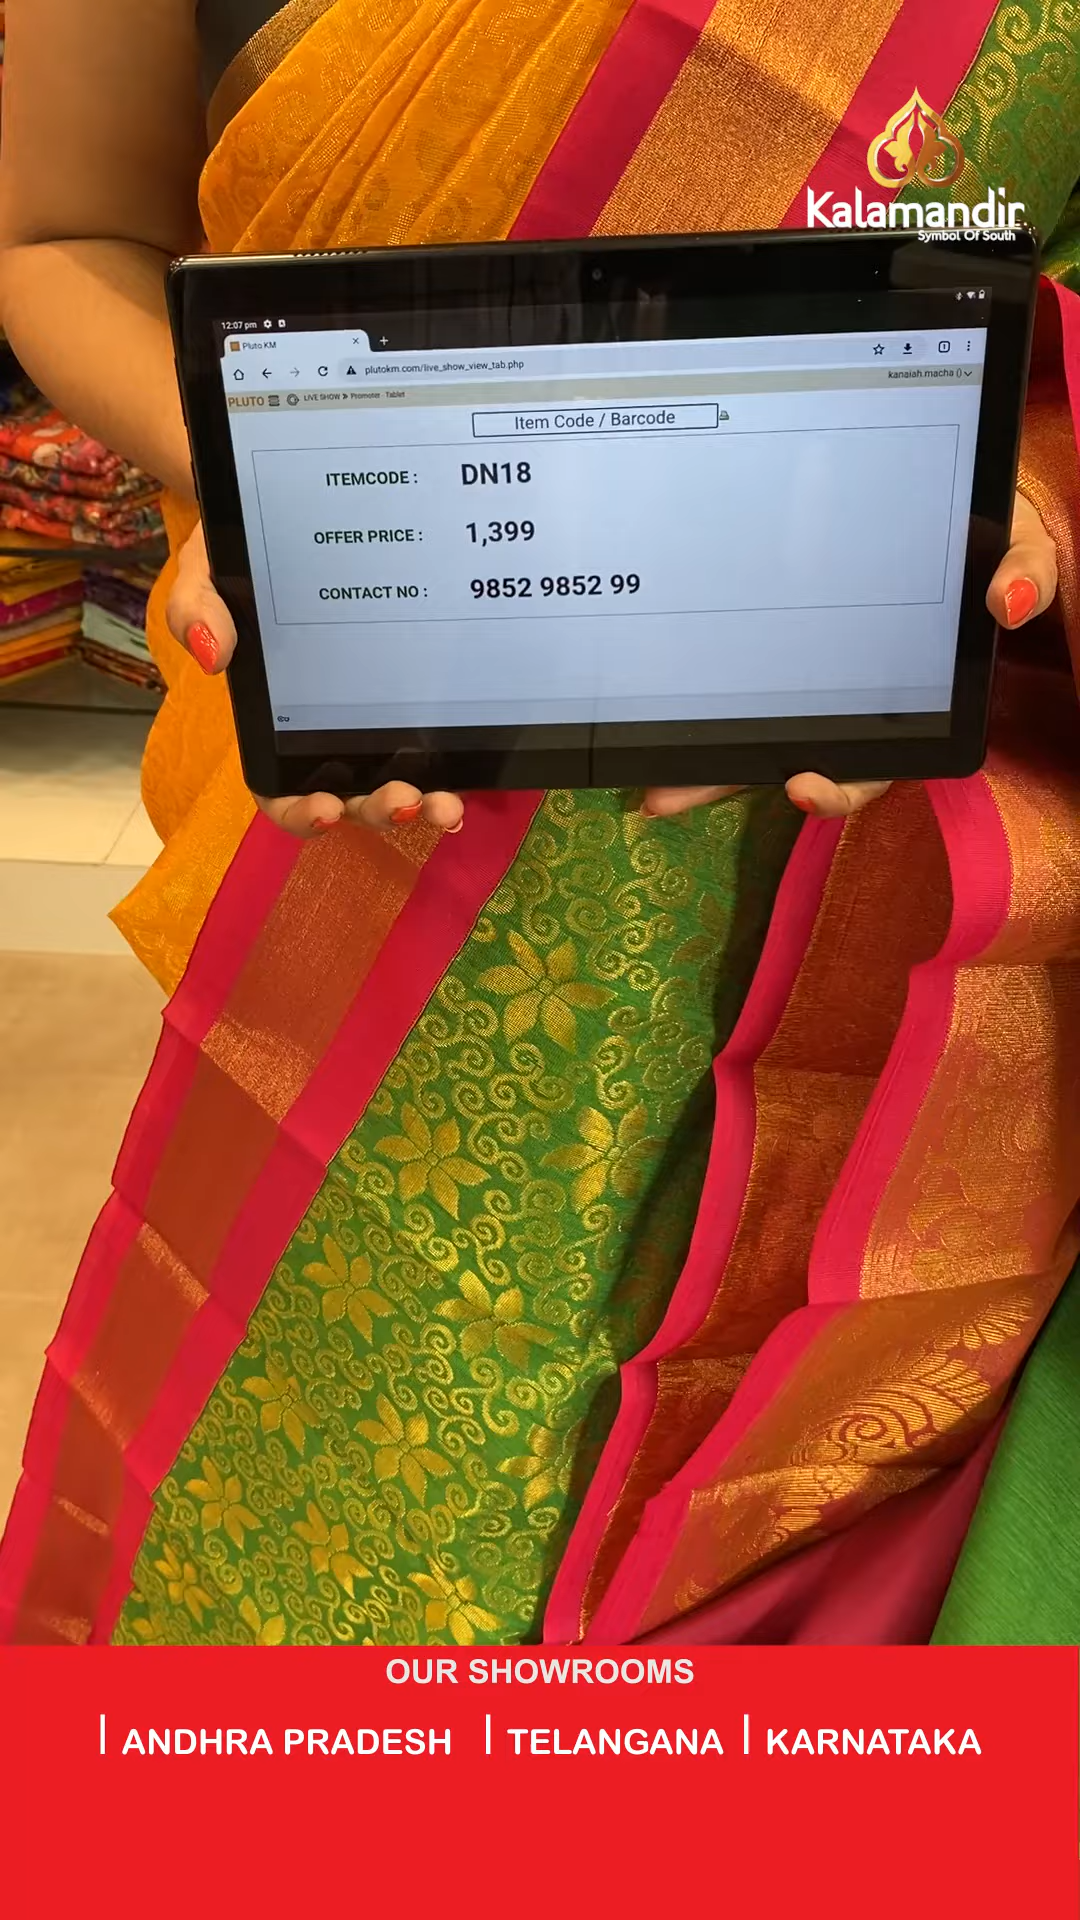 Kalamandir
Symbol Of South
12:07 pm
Pluto KM
plutokm.com/live_show_view_tab.php
kanaiah.macha ()
PLUTO
LIVE SHOW » Promoter - Tablet
Item Code / Barcode
ITEMCODE : DN18
OFFER PRICE : 1,399
CONTACT NO : 9852 9852 99
OUR SHOWROOMS
| ANDHRA PRADESH | TELANGANA | KARNATAKA